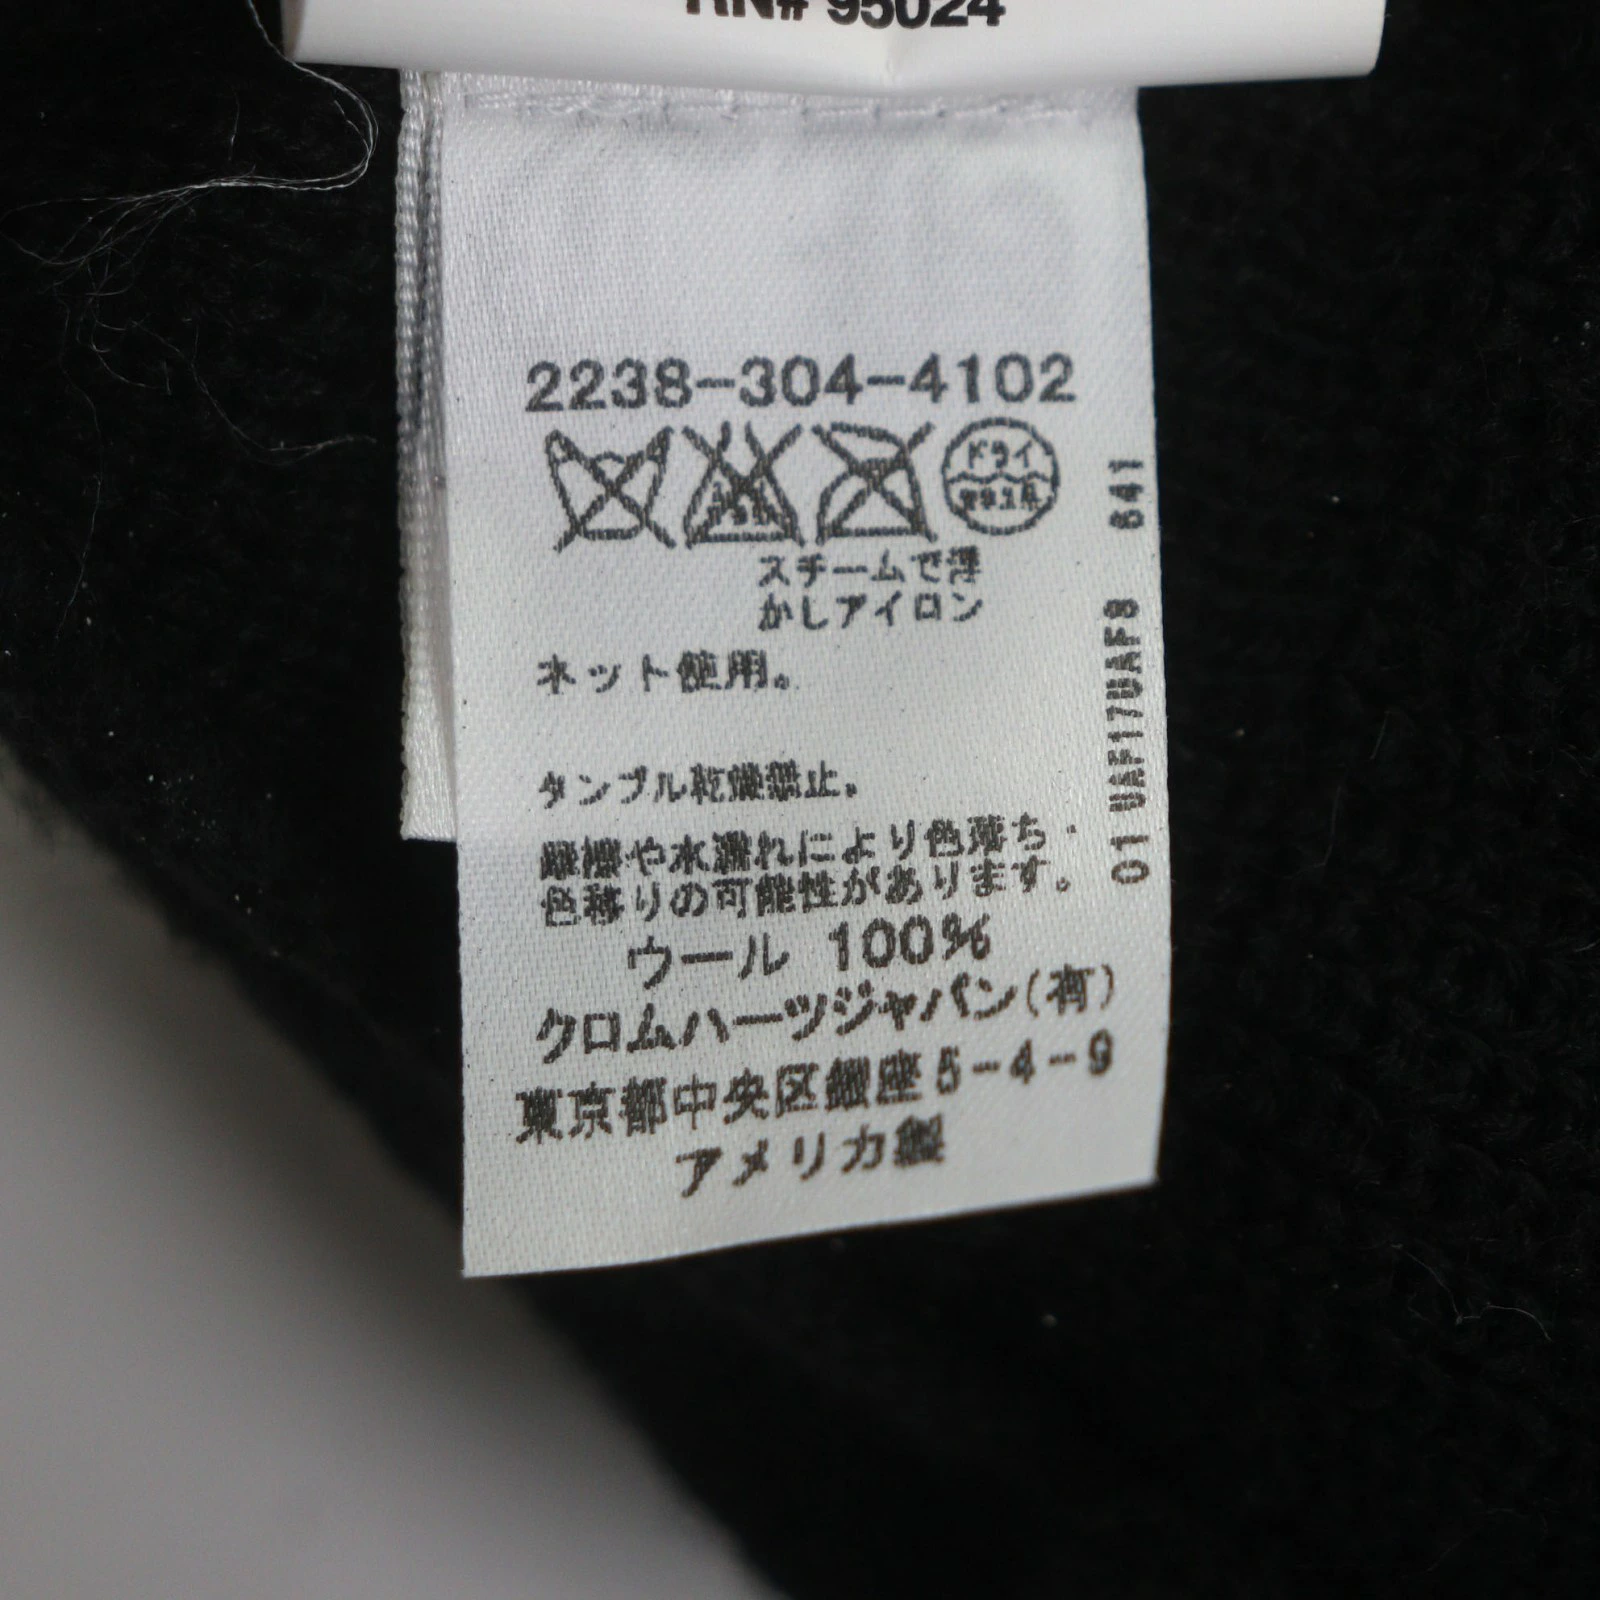 RN# 95024
2238-304-4102
ドライ
スチームで浮
かしアイロン
ネット使用。
タンブル乾燥禁止。
摩擦や水濡れにより色落ち・
色移りの可能性があります。
ウール 100%
クロムハーツジャパン(有)
東京都中央区銀座5-4-9
アメリカ製
01 UAF17UAF8 641